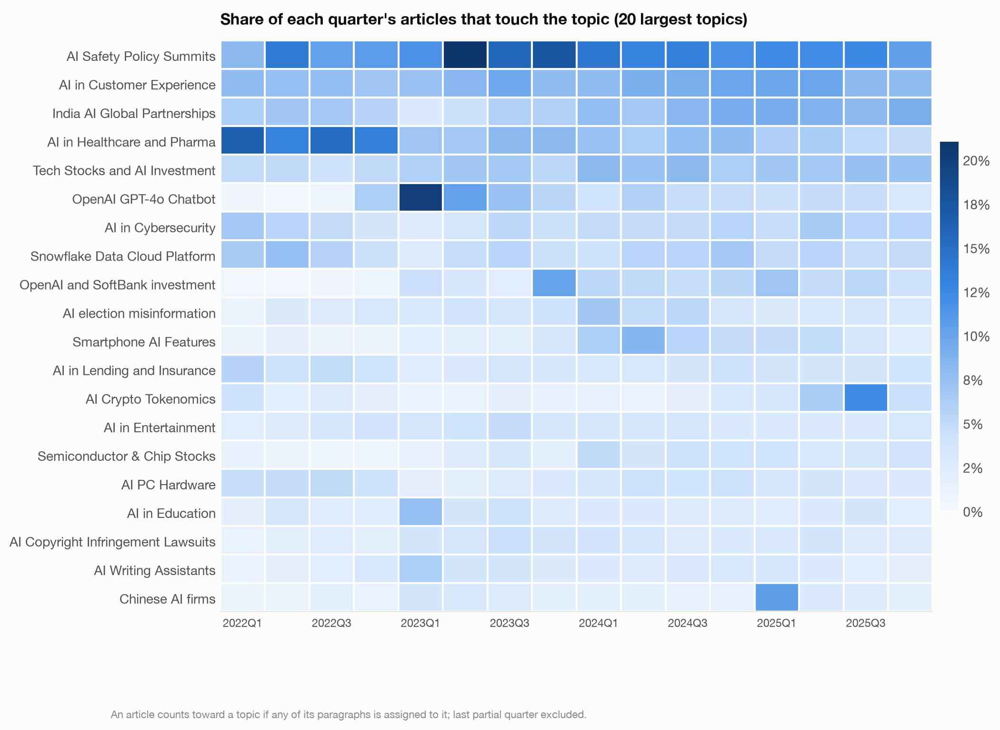 Share of each quarter's articles that touch the topic (20 largest topics)
AI Safety Policy Summits
AI in Customer Experience
India AI Global Partnerships
AI in Healthcare and Pharma
Tech Stocks and AI Investment
OpenAI GPT-4o Chatbot
AI in Cybersecurity
Snowflake Data Cloud Platform
OpenAI and SoftBank investment
AI election misinformation
Smartphone AI Features
AI in Lending and Insurance
AI Crypto Tokenomics
AI in Entertainment
Semiconductor & Chip Stocks
AI PC Hardware
AI in Education
AI Copyright Infringement Lawsuits
AI Writing Assistants
Chinese AI firms
2022Q1 2022Q3 2023Q1 2023Q3 2024Q1 2024Q3 2025Q1 2025Q3
20%
18%
15%
12%
10%
8%
5%
2%
0%
An article counts toward a topic if any of its paragraphs is assigned to it; last partial quarter excluded.